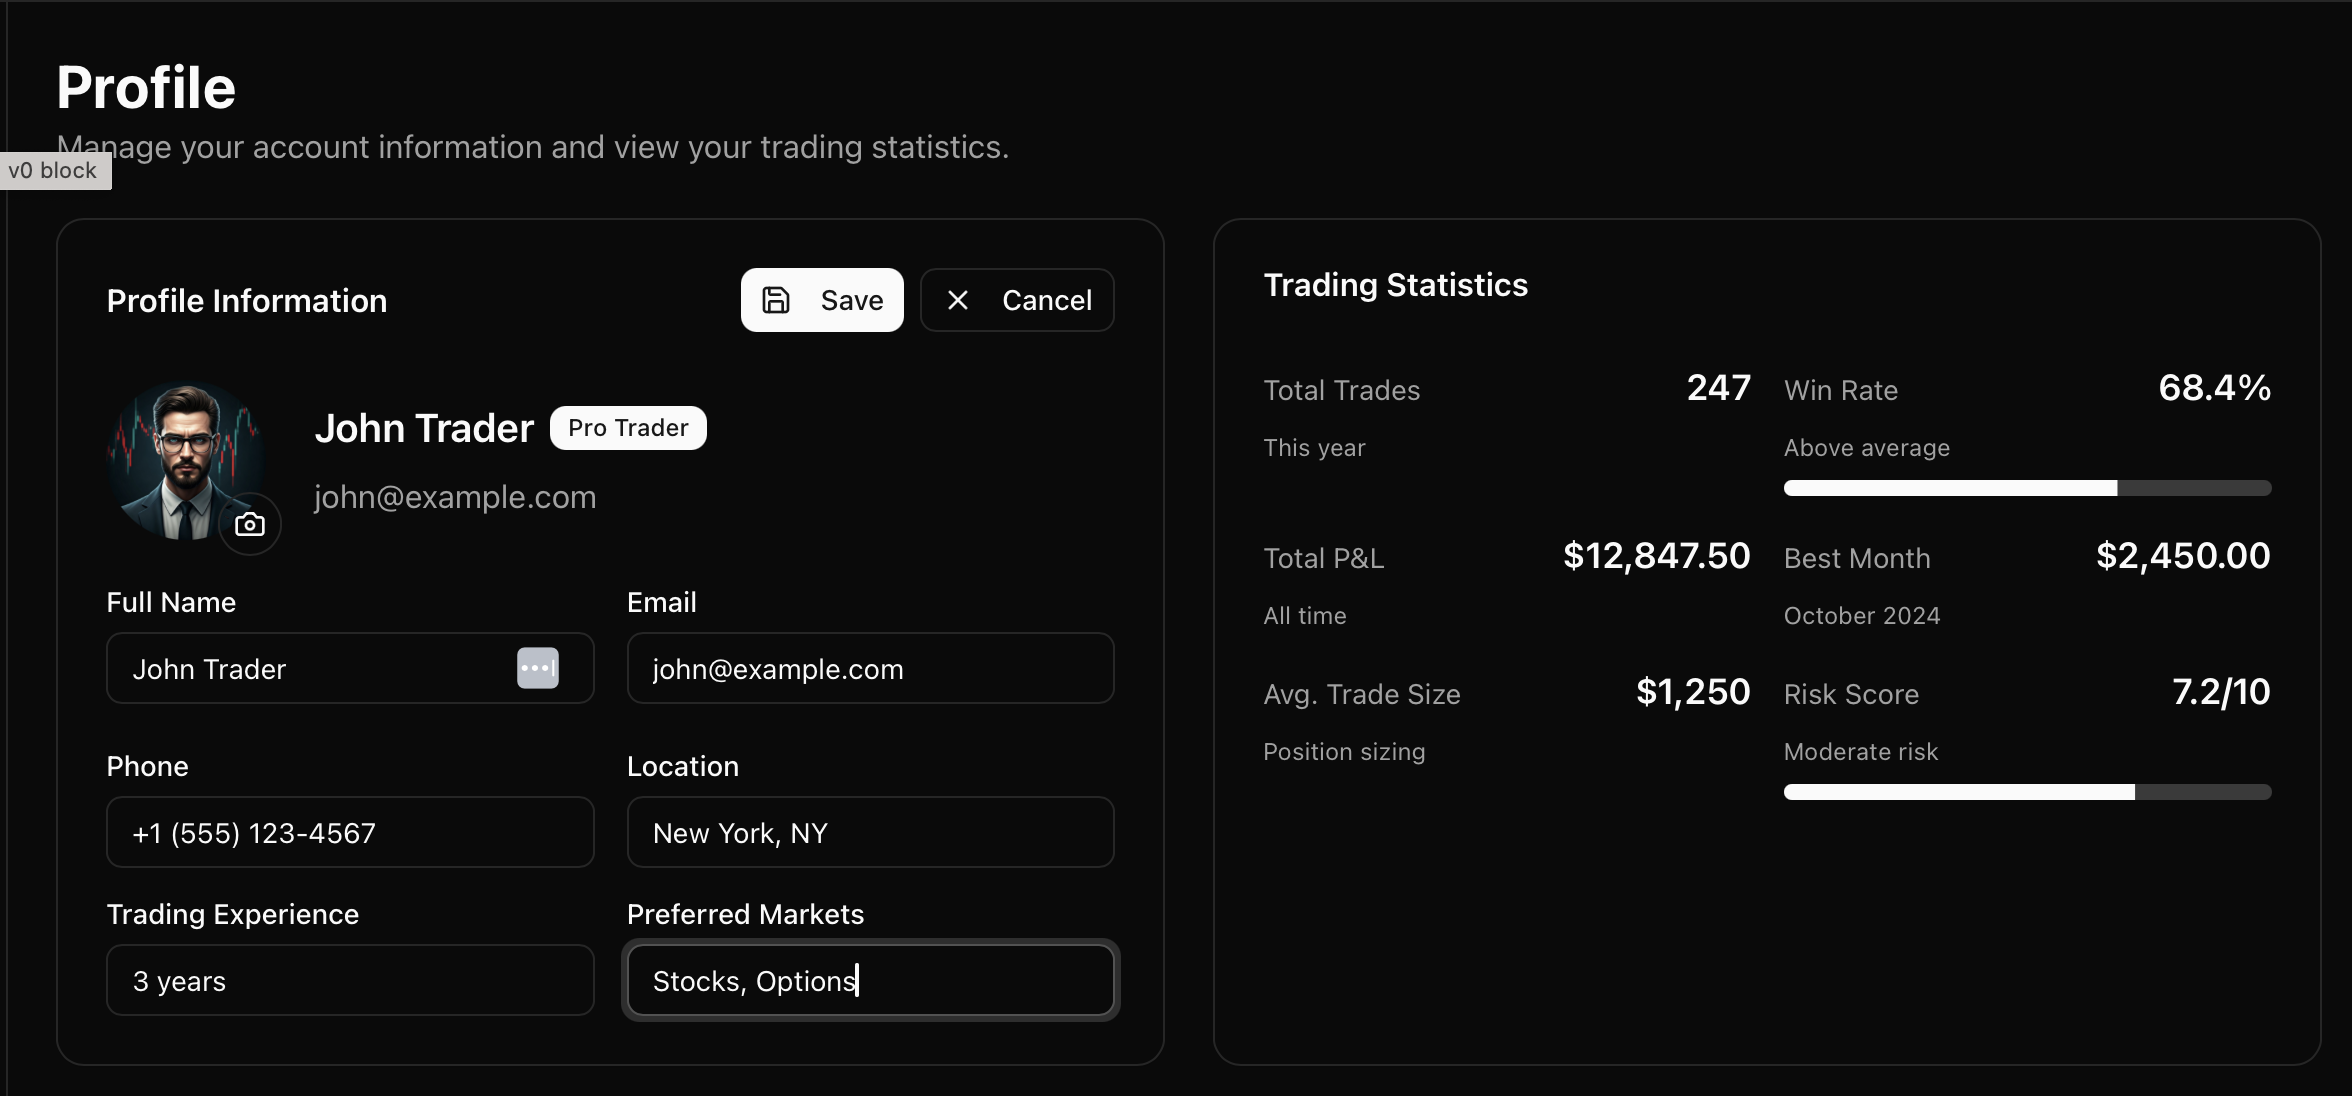 Profile
Manage your account information and view your trading statistics.
v0 block
Profile Information
Save
Cancel
John Trader
Pro Trader
john@example.com
Full Name
Email
John Trader
john@example.com
Phone
Location
+1 (555) 123-4567
New York, NY
Trading Experience
Preferred Markets
3 years
Stocks, Options
Trading Statistics
Total Trades
247
This year
Win Rate
68.4%
Above average
Total P&L
$12,847.50
All time
Best Month
$2,450.00
October 2024
Avg. Trade Size
$1,250
Position sizing
Risk Score
7.2/10
Moderate risk